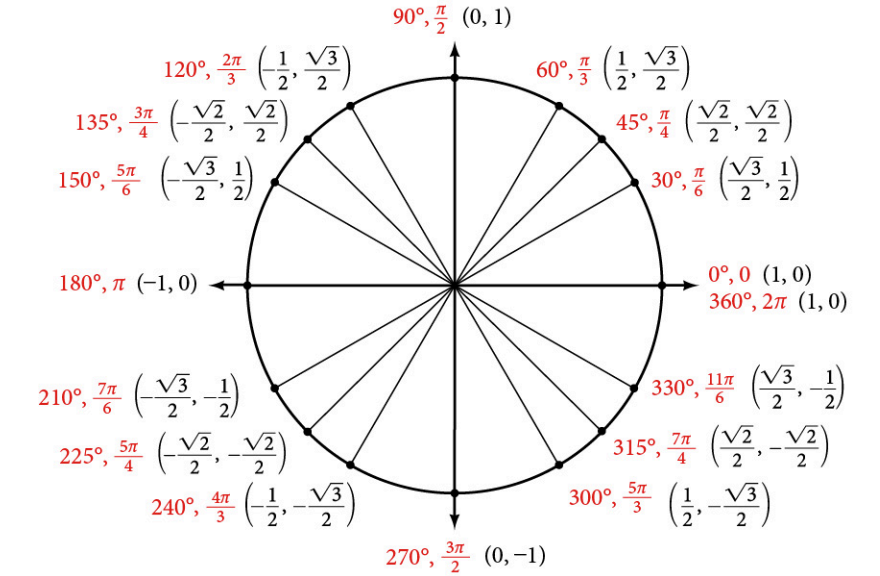 90°, π/2 (0, 1)
120°, 2π/3 (-1/2, √3/2)
60°, π/3 (1/2, √3/2)
135°, 3π/4 (-√2/2, √2/2)
45°, π/4 (√2/2, √2/2)
150°, 5π/6 (-√3/2, 1/2)
30°, π/6 (√3/2, 1/2)
180°, π (−1, 0)
0°, 0 (1, 0)
360°, 2π (1, 0)
210°, 7π/6 (-√3/2, -1/2)
330°, 11π/6 (√3/2, -1/2)
225°, 5π/4 (-√2/2, -√2/2)
315°, 7π/4 (√2/2, -√2/2)
240°, 4π/3 (-1/2, -√3/2)
300°, 5π/3 (1/2, -√3/2)
270°, 3π/2 (0, −1)